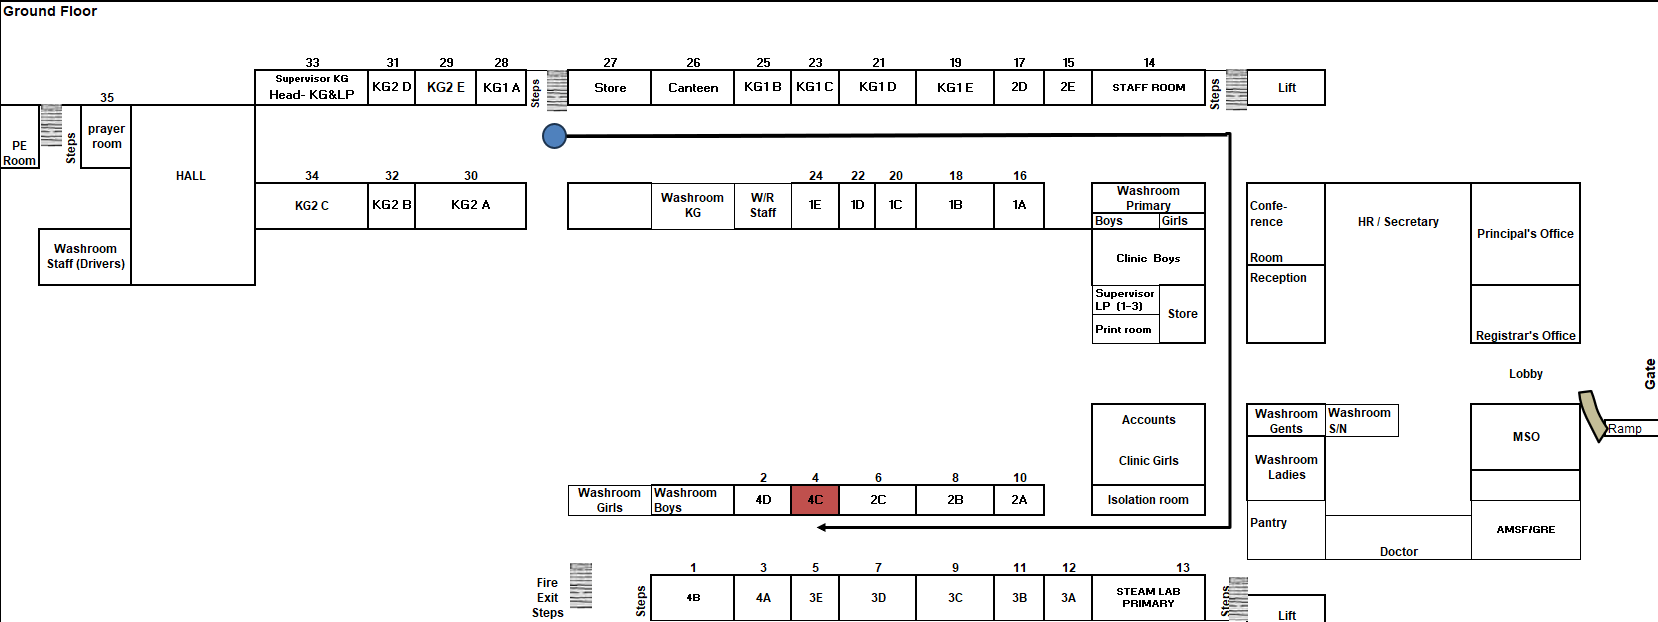 Ground Floor
33
31
29
28
27
26
25
23
21
19
17
15
14
Supervisor KG
Head- KG&LP
KG2 D
KG2 E
KG1 A
Steps
Store
Canteen
KG1 B
KG1 C
KG1 D
KG1 E
2D
2E
STAFF ROOM
Steps
Lift
35
PE
Room
Steps
prayer
room
HALL
34
32
30
24
22
20
18
16
KG2 C
KG2 B
KG2 A
Washroom
KG
W/R
Staff
1E
1D
1C
1B
1A
Washroom
Primary
Boys
Girls
Clinic Boys
Supervisor
LP (1-3)
Print room
Store
Washroom
Staff (Drivers)
Confe-
rence
Room
Reception
HR / Secretary
Principal's Office
Registrar's Office
Lobby
Gate
Ramp
Accounts
Clinic Girls
Isolation room
Washroom
Gents
Washroom
S/N
Washroom
Ladies
Pantry
Doctor
MSO
AMSF/GRE
2
4
6
8
10
Washroom
Girls
Washroom
Boys
4D
4C
2C
2B
2A
Fire
Exit
Steps
Steps
1
3
5
7
9
11
12
13
4B
4A
3E
3D
3C
3B
3A
STEAM LAB
PRIMARY
Steps
Lift